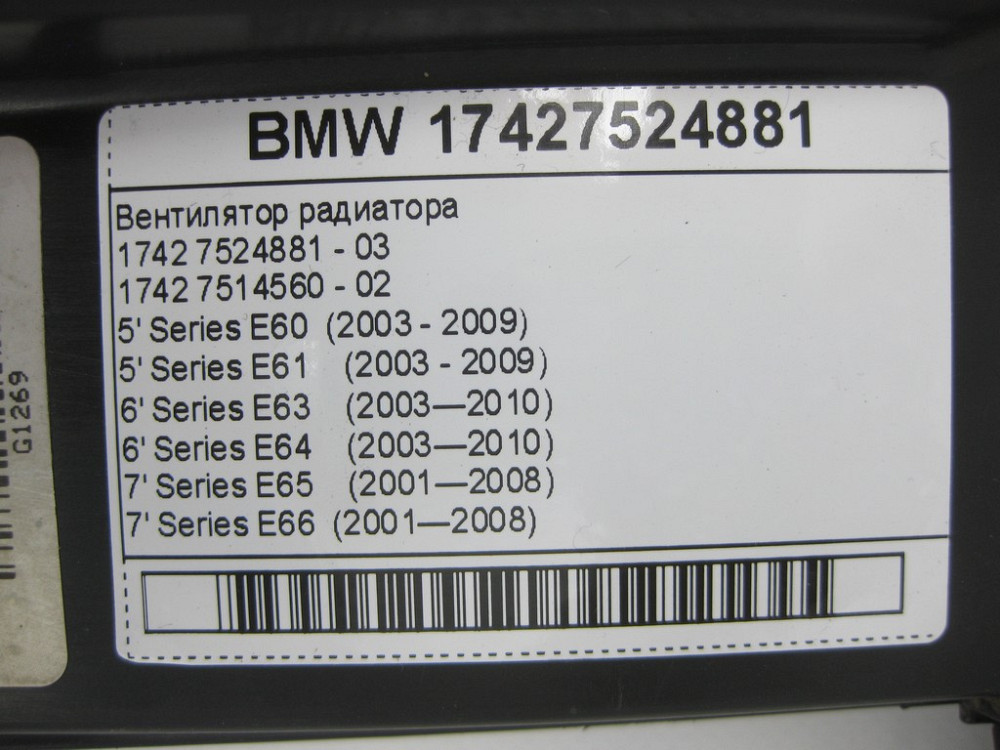 BMW 17427524881
Вентилятор радиатора
1742 7524881 - 03
1742 7514560 - 02
5' Series E60 (2003 - 2009)
5' Series E61 (2003 - 2009)
6' Series E63 (2003—2010)
6' Series E64 (2003—2010)
7' Series E65 (2001—2008)
7' Series E66 (2001—2008)
G1269